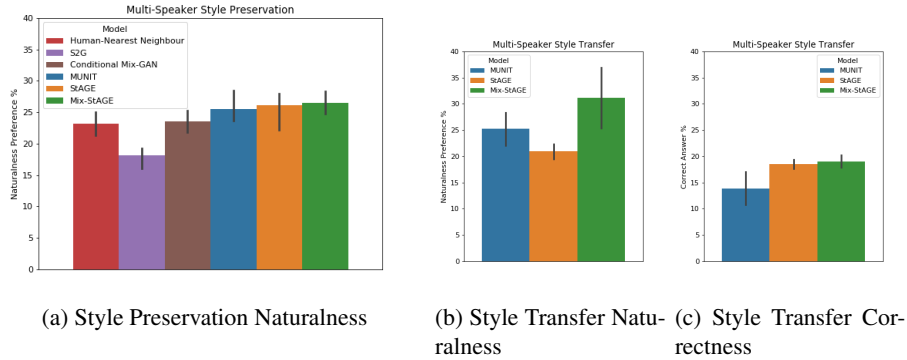 Multi-Speaker Style Preservation
40
35
30
25
20
15
10
5
0
Naturalness Preference %
Model
Human-Nearest Neighbour
S2G
Conditional Mix-GAN
MUNIT
StAGE
Mix-StAGE
(a) Style Preservation Naturalness
Multi-Speaker Style Transfer
40
35
30
25
20
15
10
5
0
Naturalness Preference %
Model
MUNIT
StAGE
Mix-StAGE
(b) Style Transfer Natu-
ralness
Multi-Speaker Style Transfer
40
35
30
25
20
15
10
5
0
Correct Answer %
Model
MUNIT
StAGE
Mix-StAGE
(c) Style Transfer Cor-
rectness